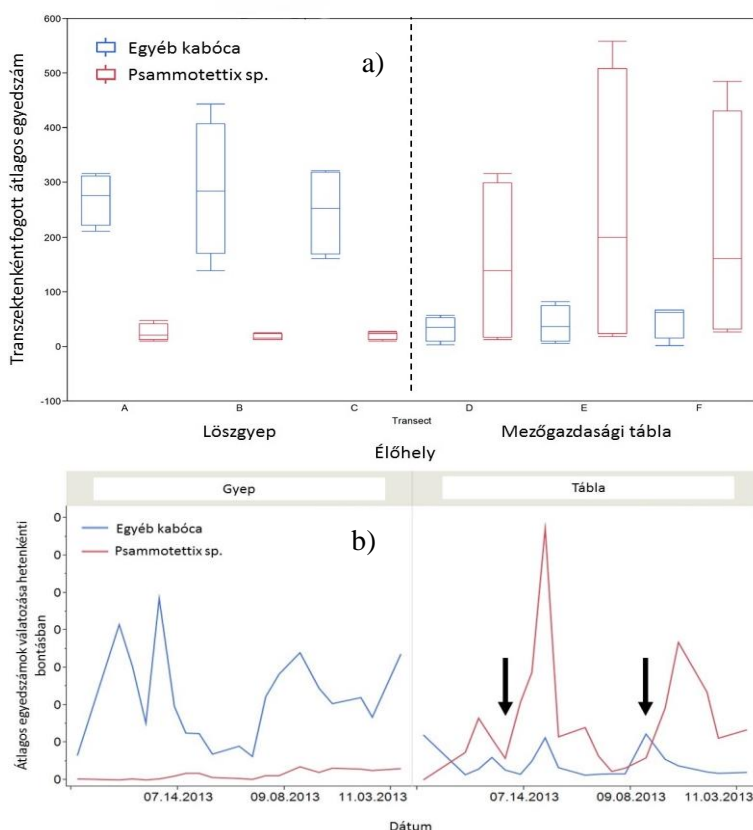 600
500
400
300
200
100
0
-100
Transzektenként fogott átlagos egyedszám
Egyéb kabóca
Psammotettix sp.
a)
A
B
C
D
E
F
Transect
Löszgyep
Mezőgazdasági tábla
Élőhely
Gyep
Tábla
Egyéb kabóca
Psammotettix sp.
b)
Átlagos egyedszámok válatozása hetenkénti
bontásban
0
0
0
0
0
0
0
0
07.14.2013
09.08.2013
11.03.2013
07.14.2013
09.08.2013
11.03.2013
Dátum